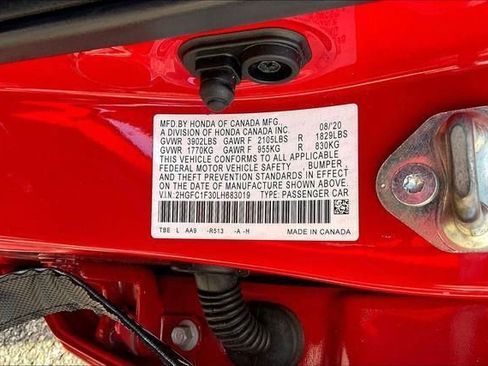 MFD.BY HONDA OF CANADA MFG., 08/'20
A DIVISION OF HONDA CANADA INC.
GVWR 3902LBS GAWR F 2105LBS R 1829LBS
GVWR 1770KG GAWR F 955KG R 830KG
THIS VEHICLE CONFORMS TO ALL APPLICABLE
FEDERAL MOTOR VEHICLE SAFETY BUMPER,
AND THEFT PREVENTION STANDARDS IN EFFECT
ON THE DATE OF MANUFACTURE SHOWN ABOVE.
V.I.N: 2HGFC1F30LH683019 TYPE: PASSENGER CAR
TBE L AA9 -R513 -A -H MADE IN CANADA